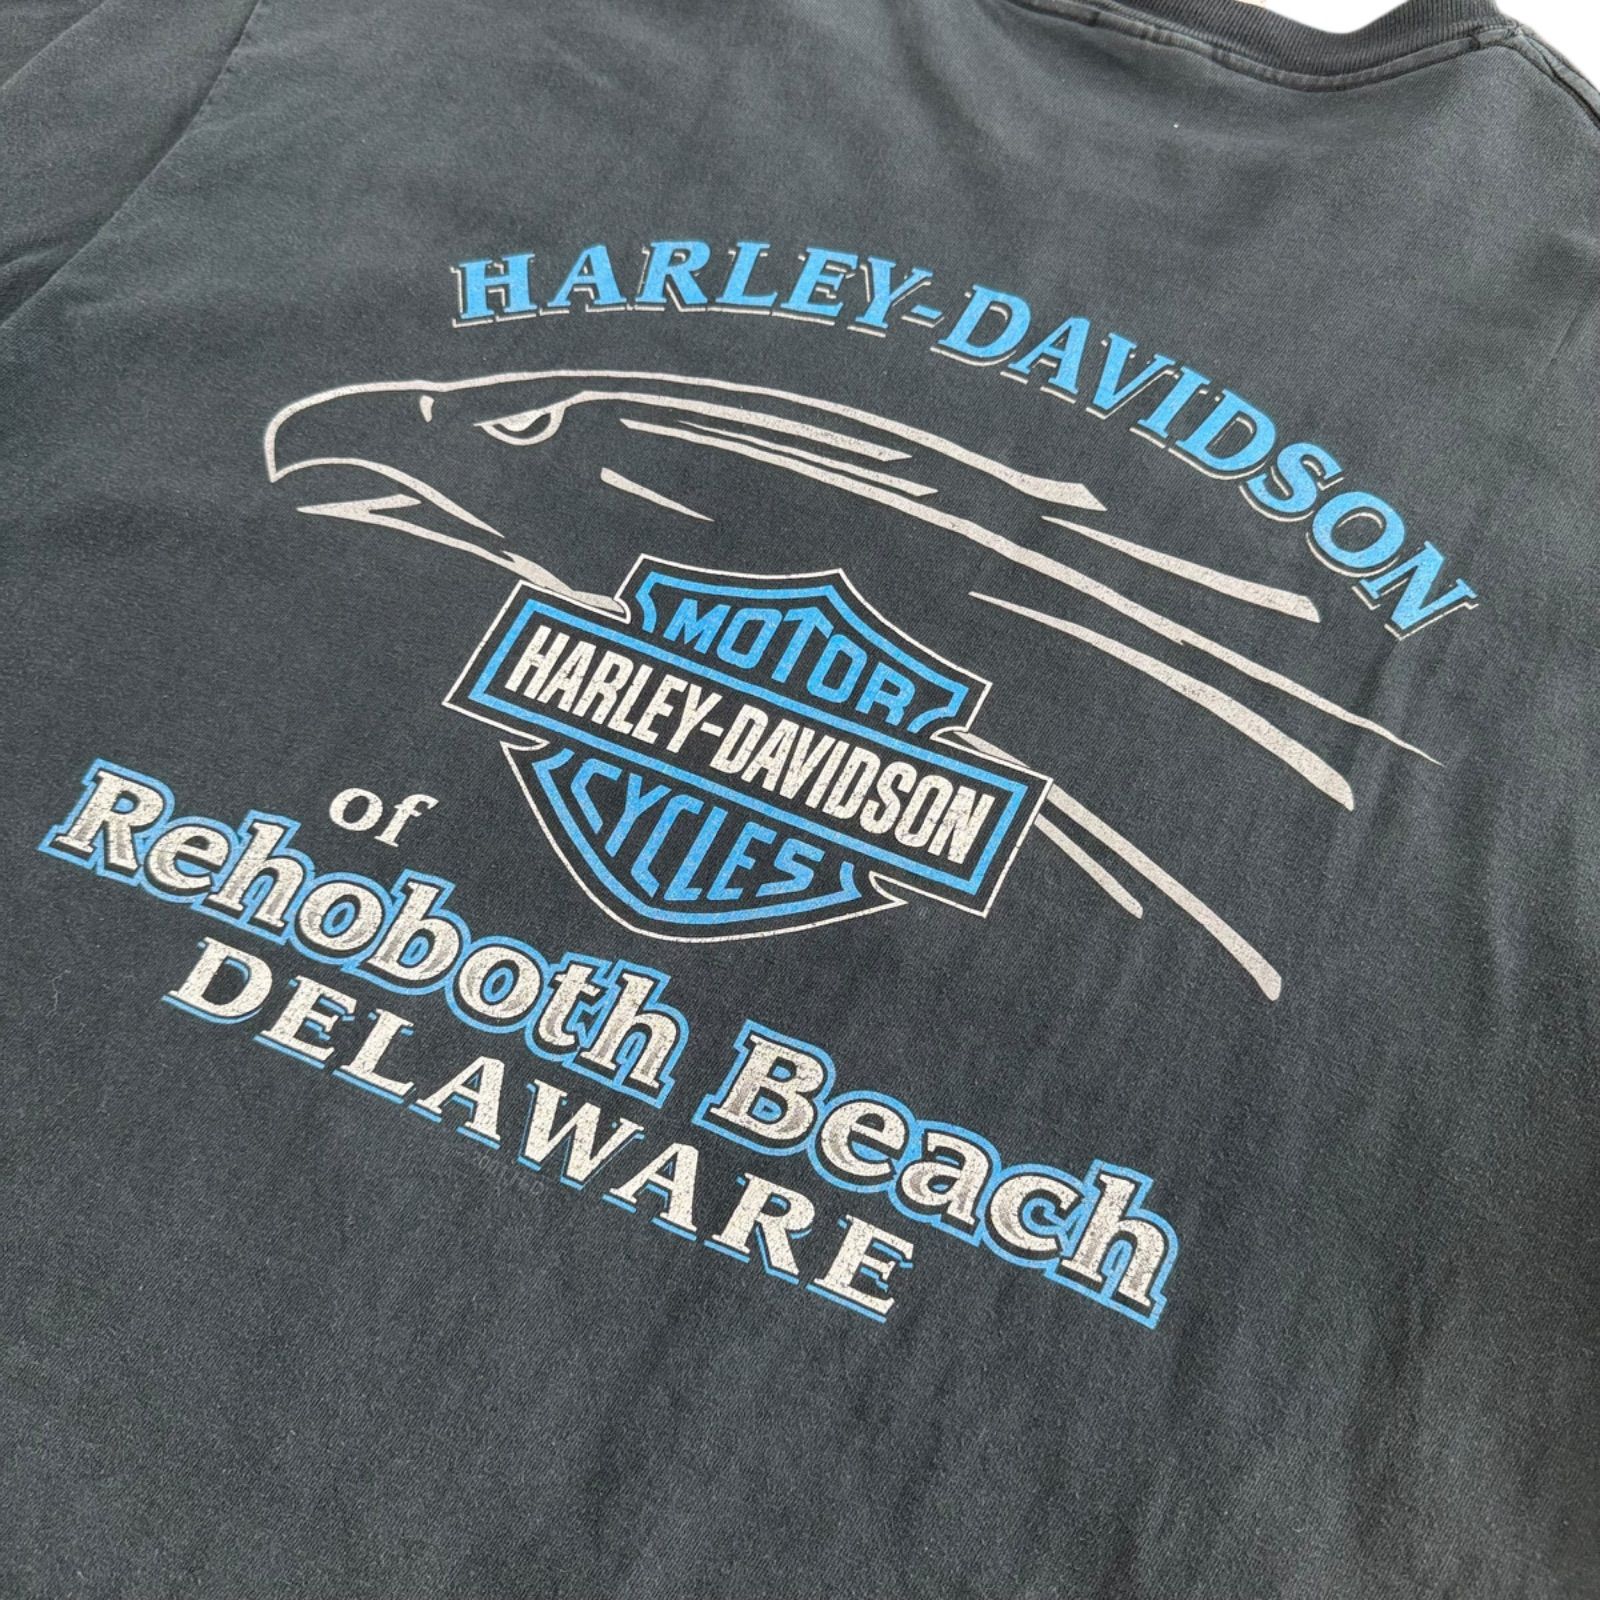 HARLEY-DAVIDSON
MOTOR
HARLEY-DAVIDSON
CYCLES
of
Rehoboth Beach
DELAWARE